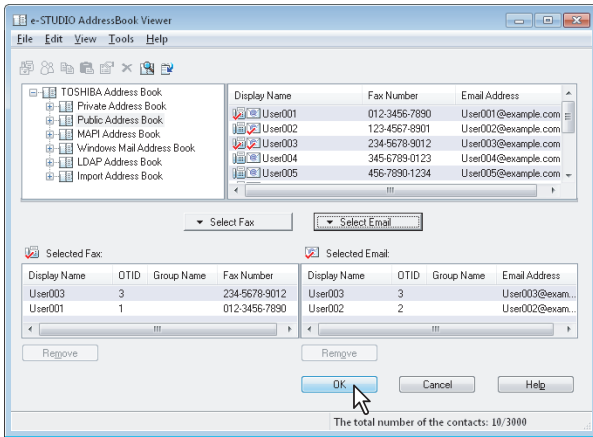 e-STUDIO AddressBook Viewer
File Edit View Tools Help
TOSHIBA Address Book
Private Address Book
Public Address Book
MAPI Address Book
Windows Mail Address Book
LDAP Address Book
Import Address Book
Display Name Fax Number Email Address
User001 012-3456-7890 User001@example.com
User002 123-4567-8901 User002@example.com
User003 234-5678-9012 User003@example.com
User004 345-6789-0123 User004@example.com
User005 456-7890-1234 User005@example.com
Select Fax Select Email
Selected Fax: Selected Email:
Display Name OTID Group Name Fax Number Display Name OTID Group Name Email Address
User003 3 234-5678-9012 User003 3 User003@exam...
User001 1 012-3456-7890 User002 2 User002@exam...
Remove Remove
OK Cancel Help
The total number of the contacts: 10/3000